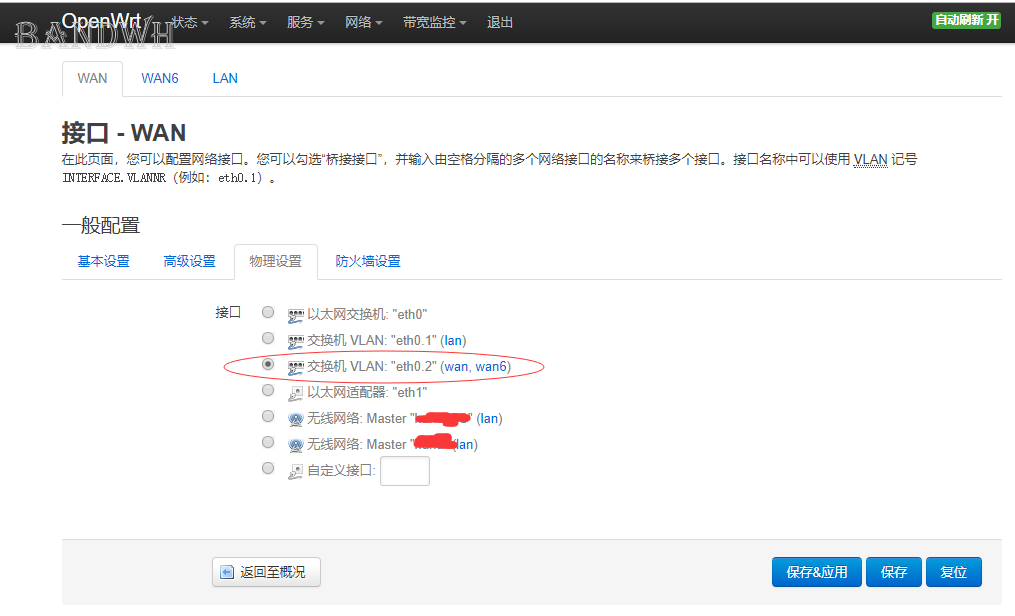 OpenWrt 状态 系统 服务 网络 带宽监控 退出 自动刷新 开
BANDWH
WAN WAN6 LAN
接口 - WAN
在此页面，您可以配置网络接口。您可以勾选“桥接接口”，并输入由空格分隔的多个网络接口的名称来桥接多个接口。接口名称中可以使用 VLAN 记号
INTERFACE.VLANNR（例如：eth0.1）。
一般配置
基本设置 高级设置 物理设置 防火墙设置
接口 以太网交换机: "eth0"
交换机 VLAN: "eth0.1" (lan)
交换机 VLAN: "eth0.2" (wan, wan6)
以太网适配器: "eth1"
无线网络: Master " (lan)
无线网络: Master " lan)
自定义接口:
返回至概况 保存&应用 保存 复位